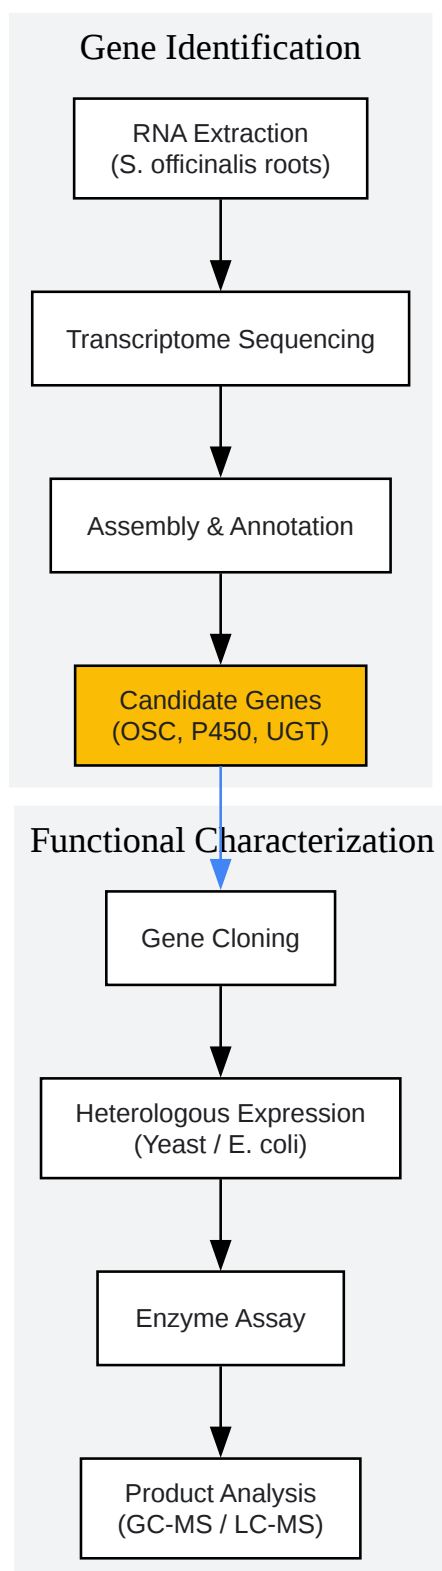 Gene Identification
RNA Extraction
(S. officinalis roots)
Transcriptome Sequencing
Assembly & Annotation
Candidate Genes
(OSC, P450, UGT)
Functional Characterization
Gene Cloning
Heterologous Expression
(Yeast / E. coli)
Enzyme Assay
Product Analysis
(GC-MS / LC-MS)